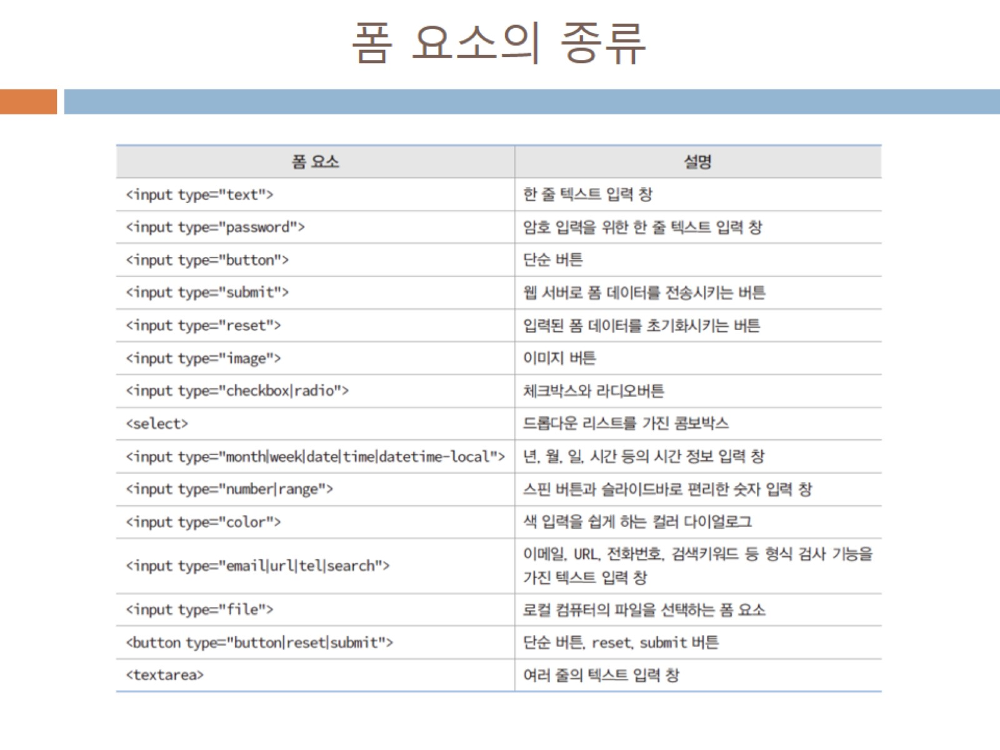 폼 요소의 종류
폼 요소 설명
<input type="text"> 한 줄 텍스트 입력 창
<input type="password"> 암호 입력을 위한 한 줄 텍스트 입력 창
<input type="button"> 단순 버튼
<input type="submit"> 웹 서버로 폼 데이터를 전송시키는 버튼
<input type="reset"> 입력된 폼 데이터를 초기화시키는 버튼
<input type="image"> 이미지 버튼
<input type="checkbox|radio"> 체크박스와 라디오버튼
<select> 드롭다운 리스트를 가진 콤보박스
<input type="month|week|date|time|datetime-local"> 년, 월, 일, 시간 등의 시간 정보 입력 창
<input type="number|range"> 스핀 버튼과 슬라이드바로 편리한 숫자 입력 창
<input type="color"> 색 입력을 쉽게 하는 컬러 다이얼로그
<input type="email|url|tel|search"> 이메일, URL, 전화번호, 검색키워드 등 형식 검사 기능을
가진 텍스트 입력 창
<input type="file"> 로컬 컴퓨터의 파일을 선택하는 폼 요소
<button type="button|reset|submit"> 단순 버튼, reset, submit 버튼
<textarea> 여러 줄의 텍스트 입력 창